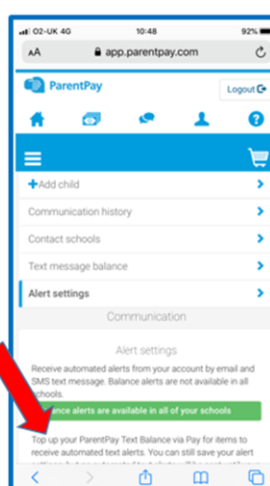 O2-UK 4G 10:48 92%
AA app.parentpay.com
ParentPay Logout
?
+Add child
Communication history
Contact schools
Text message balance
Alert settings
Communication
Alert settings
Receive automated alerts from your account by email and
SMS text message. Balance alerts are not available in all
schools.
alerts are available in all of your schools
Top up your ParentPay Text Balance via Pay for items to
receive automated text alerts. You can still save your alert